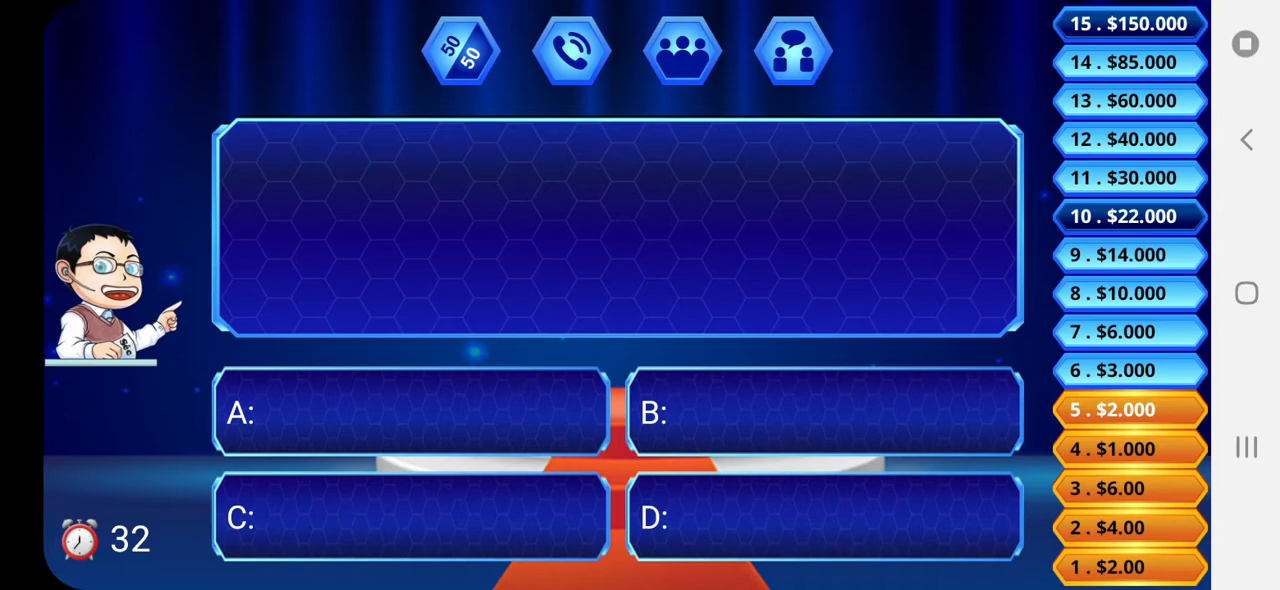 50
50
15 . $150.000
14 . $85.000
13 . $60.000
12 . $40.000
11 . $30.000
10 . $22.000
9 . $14.000
8 . $10.000
7 . $6.000
6 . $3.000
5 . $2.000
4 . $1.000
3 . $6.00
2 . $4.00
1 . $2.00
A:
B:
C:
D:
32